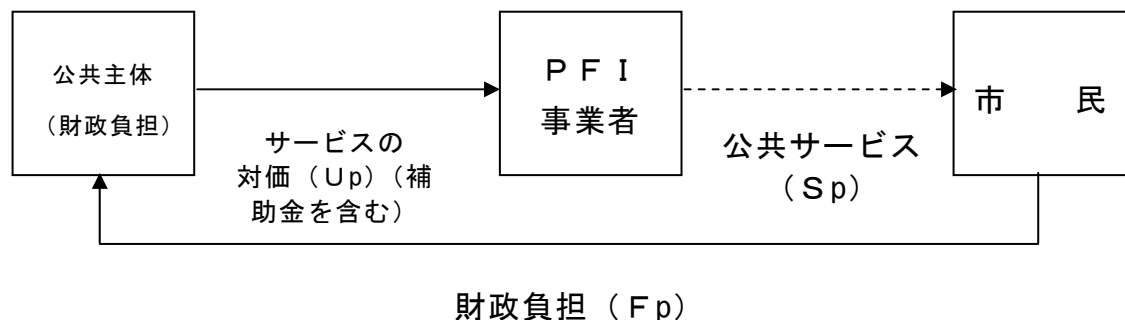 公共主体
（財政負担）
ＰＦＩ
事業者
市　民
サービスの
対価（Ｕp）（補
助金を含む）
公共サービス
（Ｓp）
財政負担（Ｆp）